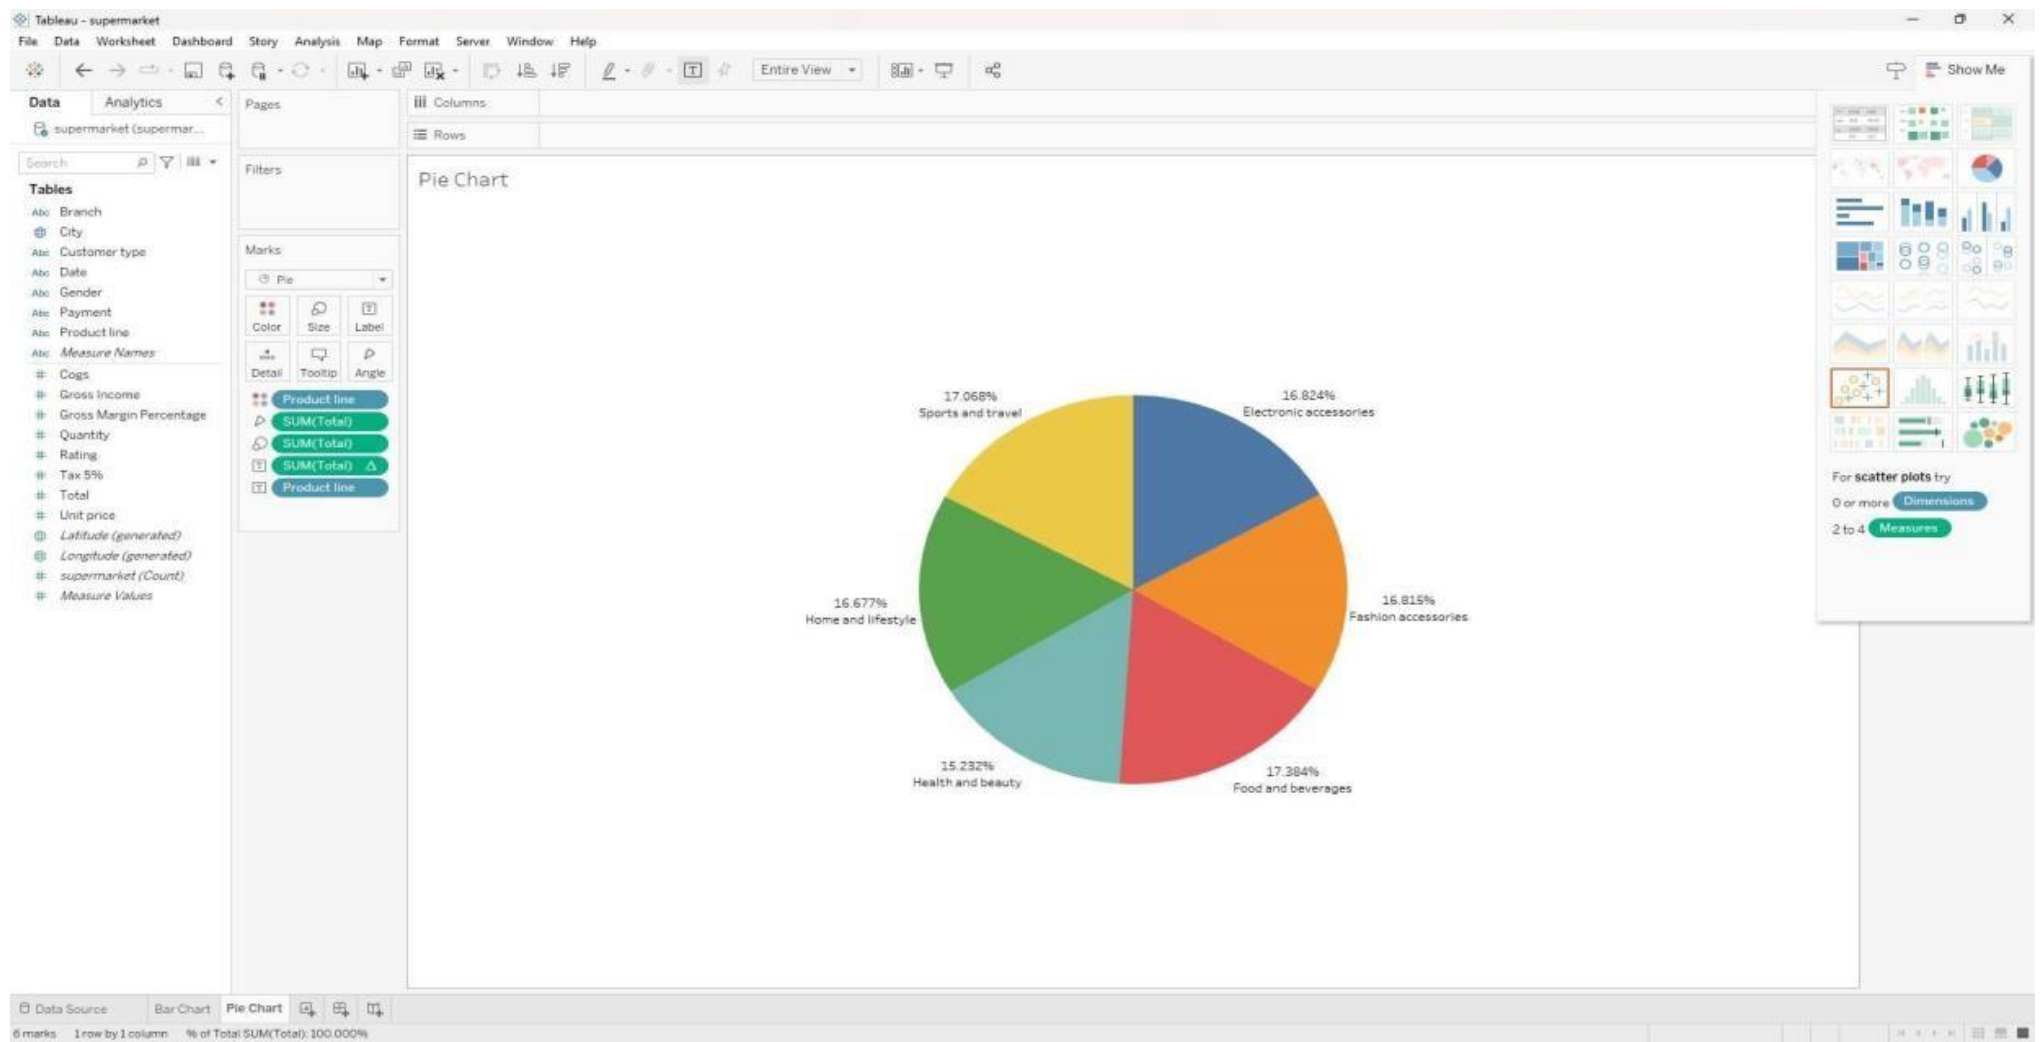 Tableau - supermarket
File Data Worksheet Dashboard Story Analysis Map Format Server Window Help
Entire View
Show Me
Data Analytics
supermarket (supermar...
Search
Tables
Abc Branch
City
Abc Customer type
Abc Date
Abc Gender
Abc Payment
Abc Product line
Abc Measure Names
# Cogs
# Gross Income
# Gross Margin Percentage
# Quantity
# Rating
# Tax 5%
# Total
# Unit price
Latitude (generated)
Longitude (generated)
# supermarket (Count)
# Measure Values
Pages
Filters
Marks
Pie
Color Size Label
Detail Tooltip Angle
Product line
SUM(Total)
SUM(Total)
SUM(Total) Δ
Product line
Columns
Rows
Pie Chart
17.068%
Sports and travel
16.824%
Electronic accessories
16.677%
Home and lifestyle
16.815%
Fashion accessories
15.232%
Health and beauty
17.384%
Food and beverages
For scatter plots try
0 or more Dimensions
2 to 4 Measures
Data Source Bar Chart Pie Chart
6 marks 1 row by 1 column % of Total SUM(Total): 100.000%